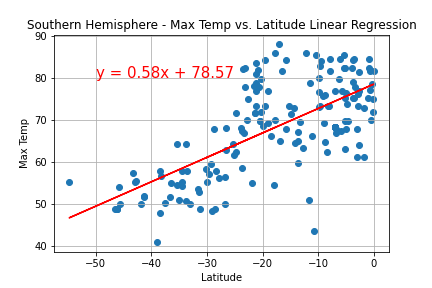 Southern Hemisphere - Max Temp vs. Latitude Linear Regression
90
y = 0.58x + 78.57
80
70
60
50
40
Max Temp
−50 −40 −30 −20 −10 0
Latitude